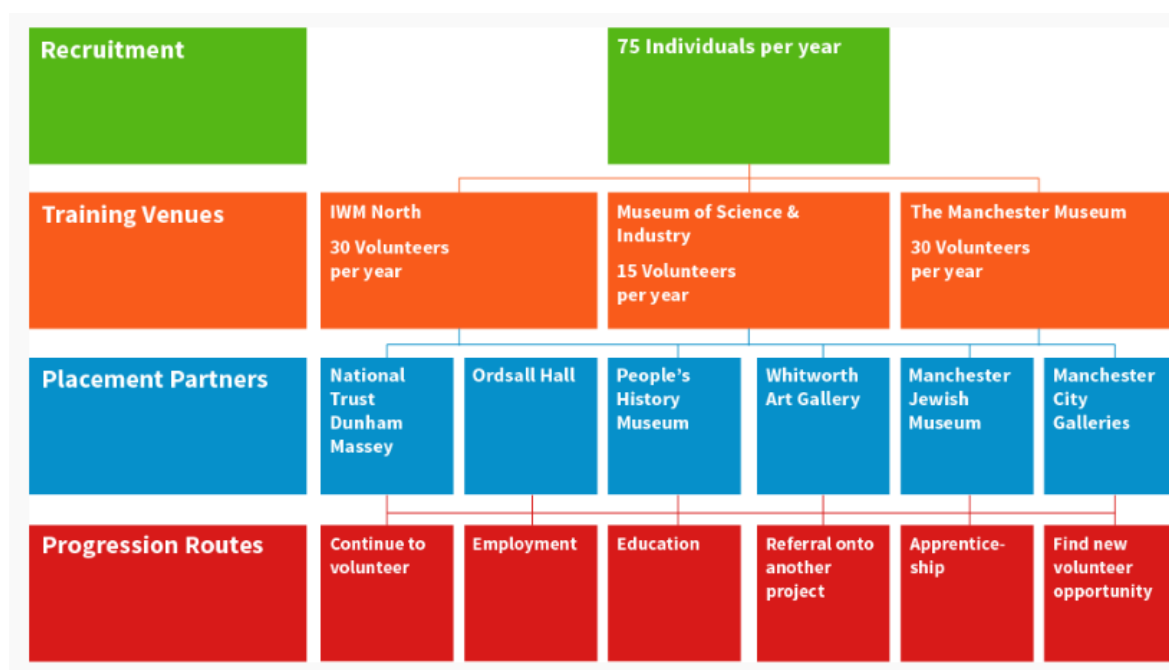 Recruitment
75 Individuals per year
Training Venues
IWM North
30 Volunteers
per year
Museum of Science &
Industry
15 Volunteers
per year
The Manchester Museum
30 Volunteers
per year
Placement Partners
National
Trust
Dunham
Massey
Ordsall Hall
People’s
History
Museum
Whitworth
Art Gallery
Manchester
Jewish
Museum
Manchester
City
Galleries
Progression Routes
Continue to
volunteer
Employment
Education
Referral onto
another
project
Apprentice-
ship
Find new
volunteer
opportunity